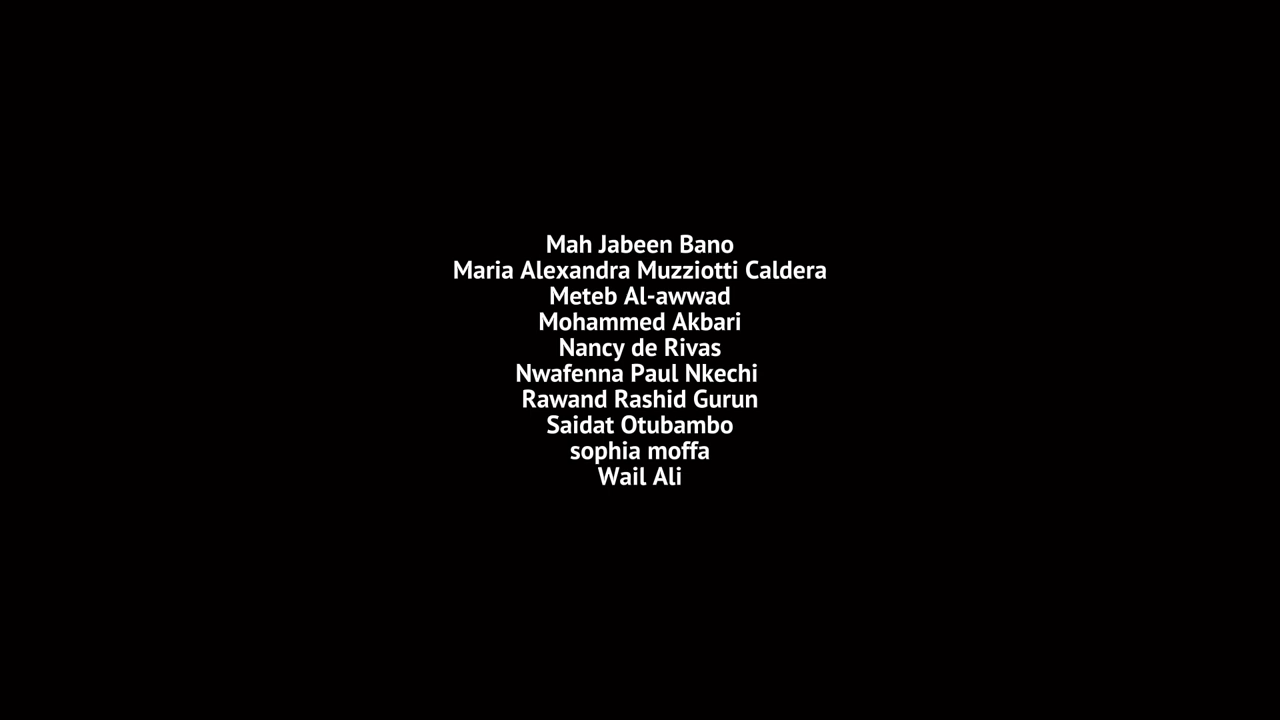 Mah Jabeen Bano
Maria Alexandra Muzziotti Caldera
Meteb Al-awwad
Mohammed Akbari
Nancy de Rivas
Nwafenna Paul Nkechi
Rawand Rashid Gurun
Saidat Otubambo
sophia moffa
Wail Ali